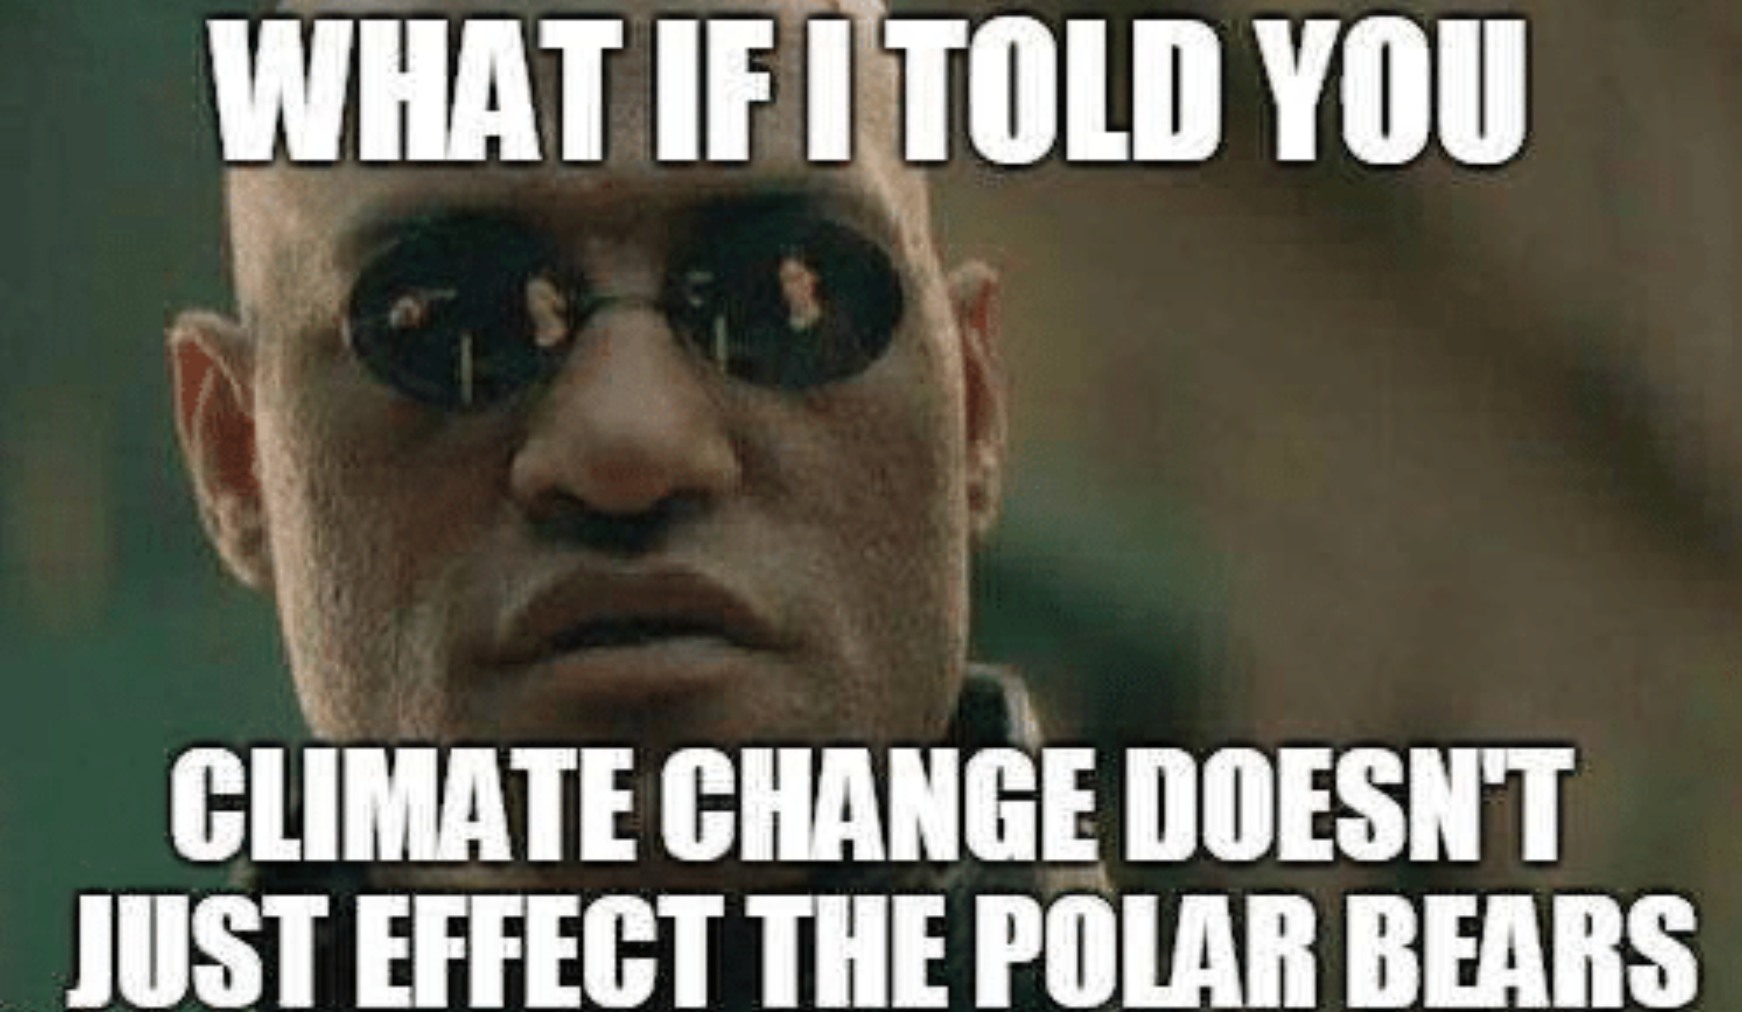 WHAT IF I TOLD YOU
CLIMATE CHANGE DOESN'T
JUST EFFECT THE POLAR BEARS